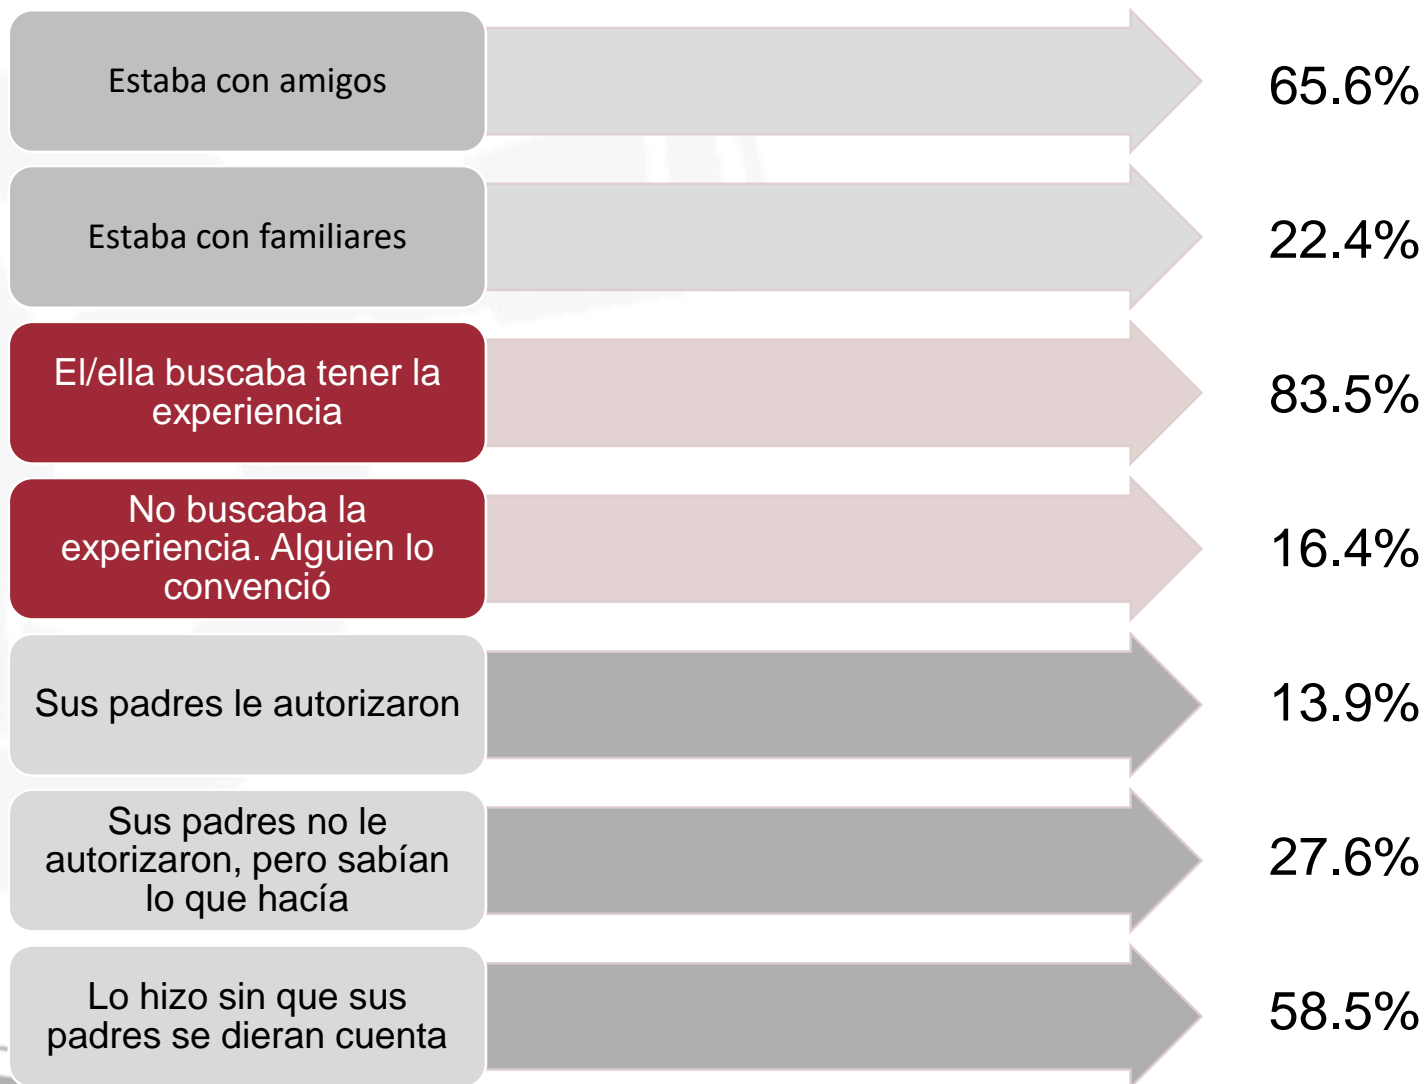 Estaba con amigos
65.6%
Estaba con familiares
22.4%
El/ella buscaba tener la
experiencia
83.5%
No buscaba la
experiencia. Alguien lo
convenció
16.4%
Sus padres le autorizaron
13.9%
Sus padres no le
autorizaron, pero sabían
lo que hacía
27.6%
Lo hizo sin que sus
padres se dieran cuenta
58.5%